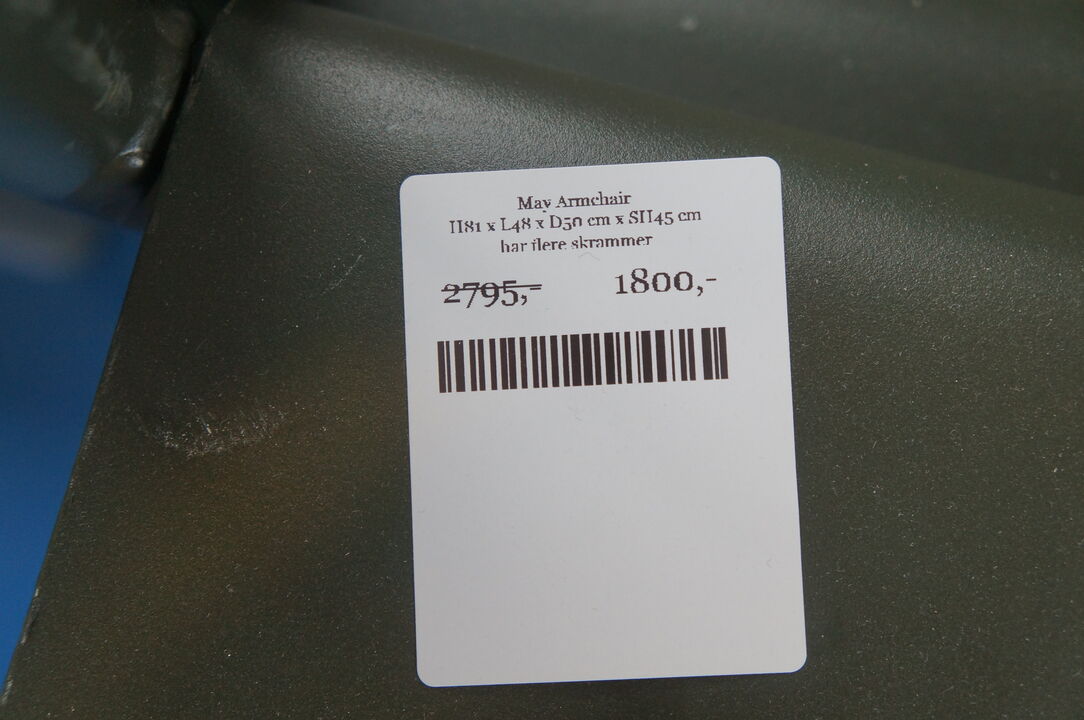 May Armchair
H81 x L48 x D50 cm x SH45 cm
har flere skrammer
2795,- 1800,-